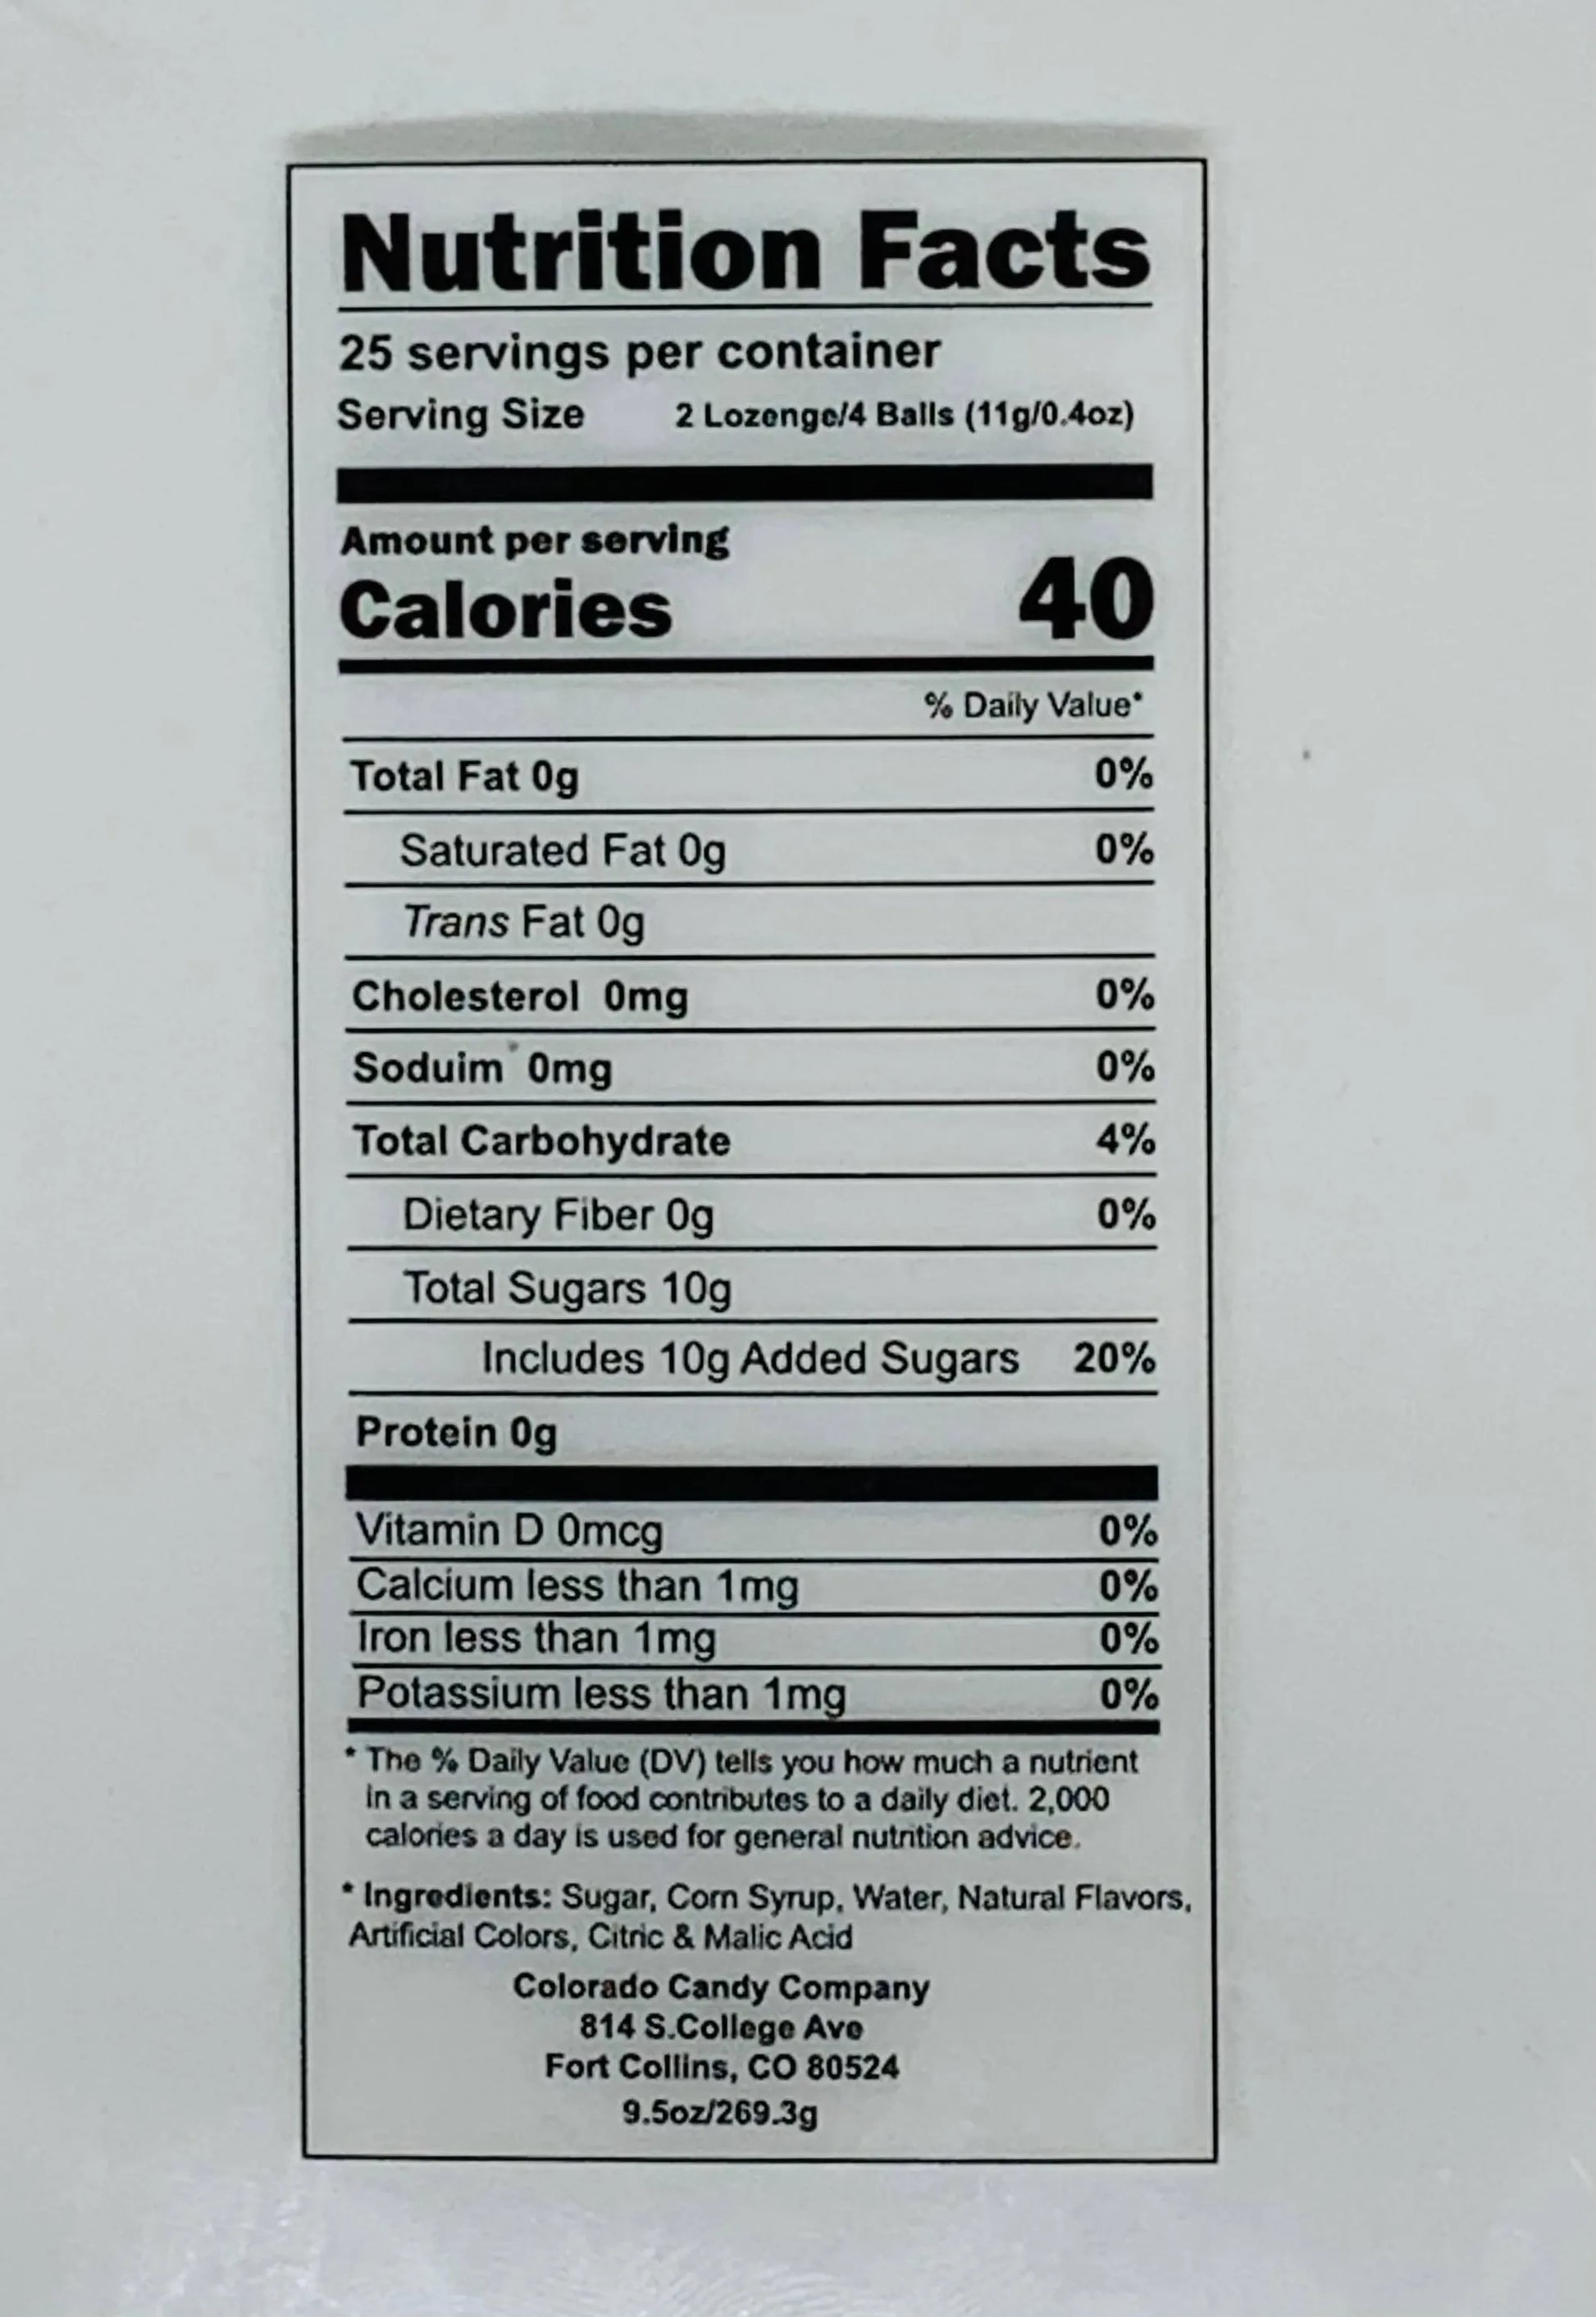 Nutrition Facts
25 servings per container
Serving Size 2 Lozenge/4 Balls (11g/0.4oz)
Amount per serving
Calories 40
% Daily Value*
Total Fat 0g 0%
Saturated Fat 0g 0%
Trans Fat 0g
Cholesterol 0mg 0%
Soduim 0mg 0%
Total Carbohydrate 4%
Dietary Fiber 0g 0%
Total Sugars 10g
Includes 10g Added Sugars 20%
Protein 0g
Vitamin D 0mcg 0%
Calcium less than 1mg 0%
Iron less than 1mg 0%
Potassium less than 1mg 0%
* The % Daily Value (DV) tells you how much a nutrient
in a serving of food contributes to a daily diet. 2,000
calories a day is used for general nutrition advice.
* Ingredients: Sugar, Corn Syrup, Water, Natural Flavors,
Artificial Colors, Citric & Malic Acid
Colorado Candy Company
814 S.College Ave
Fort Collins, CO 80524
9.5oz/269.3g